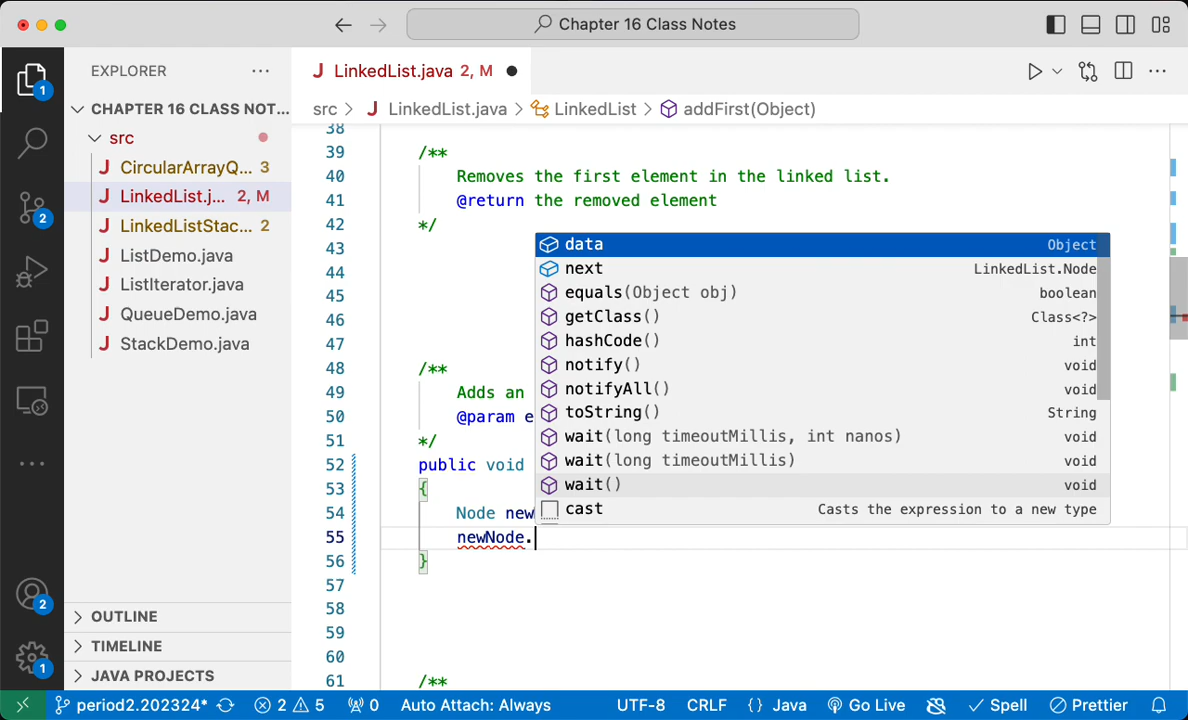 Chapter 16 Class Notes
EXPLORER
CHAPTER 16 CLASS NOT...
src
J CircularArrayQ... 3
J LinkedList.j... 2, M
J LinkedListStac... 2
J ListDemo.java
J ListIterator.java
J QueueDemo.java
J StackDemo.java
OUTLINE
TIMELINE
JAVA PROJECTS
1
2
2
1
J LinkedList.java 2, M
src > J LinkedList.java > LinkedList > addFirst(Object)
38
39 /**
40 Removes the first element in the linked list.
41 @return the removed element
42 */
43
44
45
46
47
48 /**
49 Adds an
50 @param e
51 */
52 public void
53 {
54 Node new
55 newNode.
56 }
57
58
59
60
61 /**
data Object
next LinkedList.Node
equals(Object obj) boolean
getClass() Class<?>
hashCode() int
notify() void
notifyAll() void
toString() String
wait(long timeoutMillis, int nanos) void
wait(long timeoutMillis) void
wait() void
cast Casts the expression to a new type
period2.202324* 2 5 0 Auto Attach: Always UTF-8 CRLF {} Java Go Live Spell Prettier